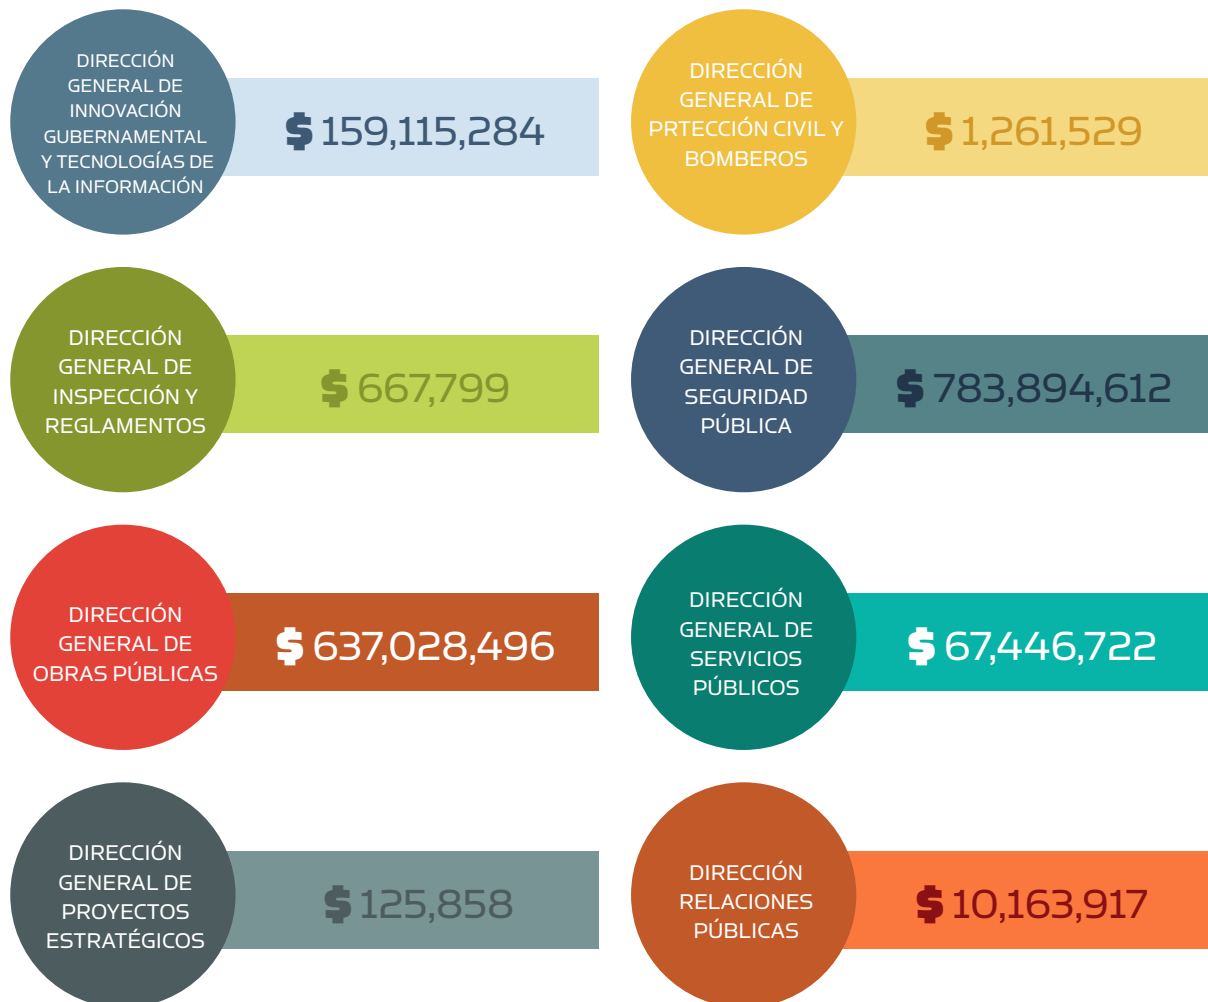 DIRECCIÓN
GENERAL DE
INNOVACIÓN
GUBERNAMENTAL
Y TECNOLOGÍAS DE
LA INFORMACIÓN
$ 159,115,284
DIRECCIÓN
GENERAL DE
PRTECCIÓN CIVIL Y
BOMBEROS
$ 1,261,529
DIRECCIÓN
GENERAL DE
INSPECCIÓN Y
REGLAMENTOS
$ 667,799
DIRECCIÓN
GENERAL DE
SEGURIDAD
PÚBLICA
$ 783,894,612
DIRECCIÓN
GENERAL DE
OBRAS PÚBLICAS
$ 637,028,496
DIRECCIÓN
GENERAL DE
SERVICIOS
PÚBLICOS
$ 67,446,722
DIRECCIÓN
GENERAL DE
PROYECTOS
ESTRATÉGICOS
$ 125,858
DIRECCIÓN
RELACIONES
PÚBLICAS
$ 10,163,917